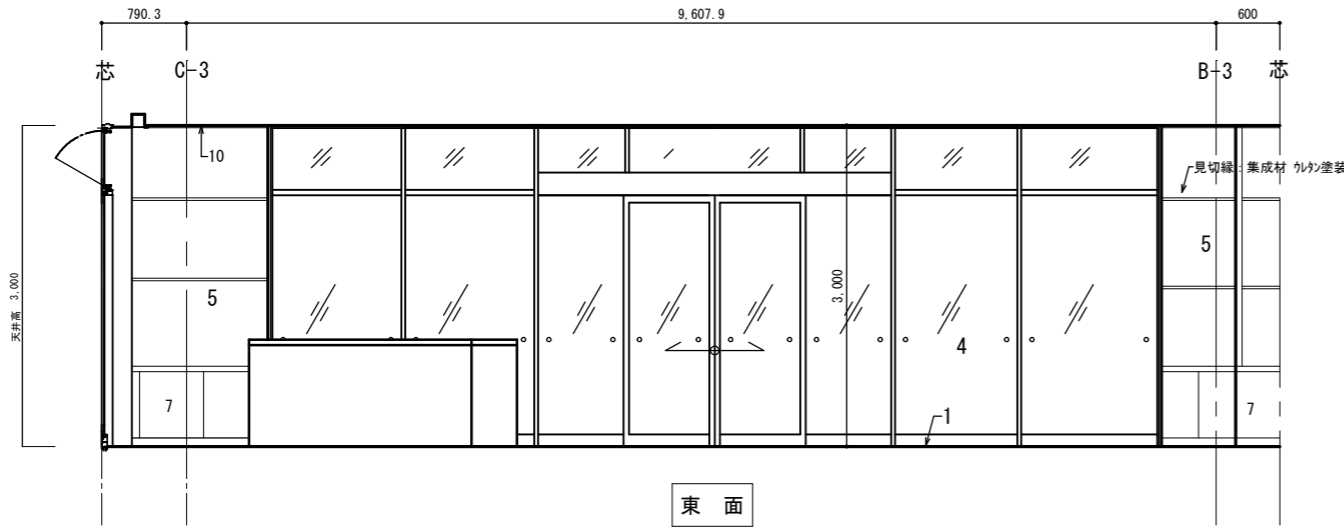 790.3
9,607.9
600
芯
C-3
B-3
芯
10
見切縁：集成材 ウレタン塗装
5
5
天井高 3,000
3,000
4
7
7
1
東 面